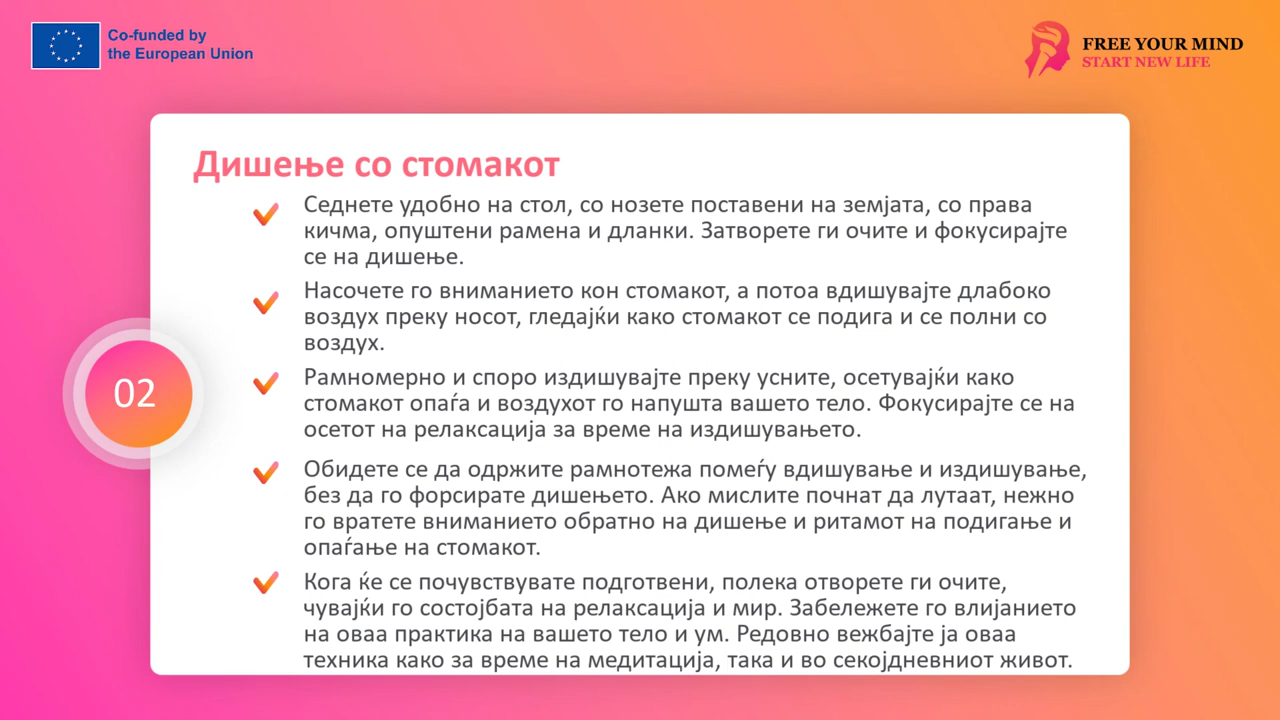 Co-funded by
the European Union
FREE YOUR MIND
START NEW LIFE
Дишење со стомакот
Седнете удобно на стол, со нозете поставени на земјата, со права
кичма, опуштени рамена и дланки. Затворете ги очите и фокусирајте
се на дишење.
Насочете го вниманието кон стомакот, а потоа вдишувајте длабоко
воздух преку носот, гледајќи како стомакот се подига и се полни со
воздух.
02
Рамномерно и споро издишувајте преку усните, осетувајќи како
стомакот опаѓа и воздухот го напушта вашето тело. Фокусирајте се на
осетот на релаксација за време на издишувањето.
Обидете се да одржите рамнотежа помеѓу вдишување и издишување,
без да го форсирате дишењето. Ако мислите почнат да лутаат, нежно
го вратете вниманието обратно на дишење и ритамот на подигање и
опаѓање на стомакот.
Кога ќе се почувствувате подготвени, полека отворете ги очите,
чувајќи го состојбата на релаксација и мир. Забележете го влијанието
на оваа практика на вашето тело и ум. Редовно вежбајте ја оваа
техника како за време на медитација, така и во секојдневниот живот.